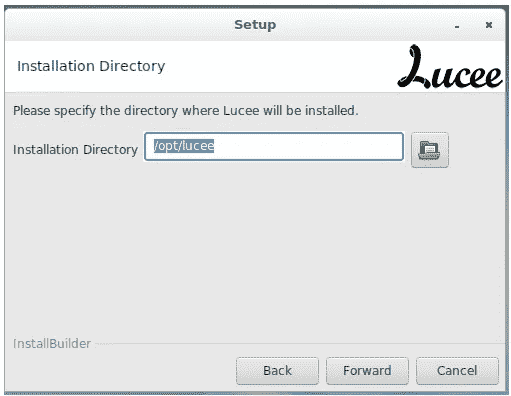 Setup
Installation Directory
Lucee
Please specify the directory where Lucee will be installed.
Installation Directory /opt/lucee
InstallBuilder
Back Forward Cancel